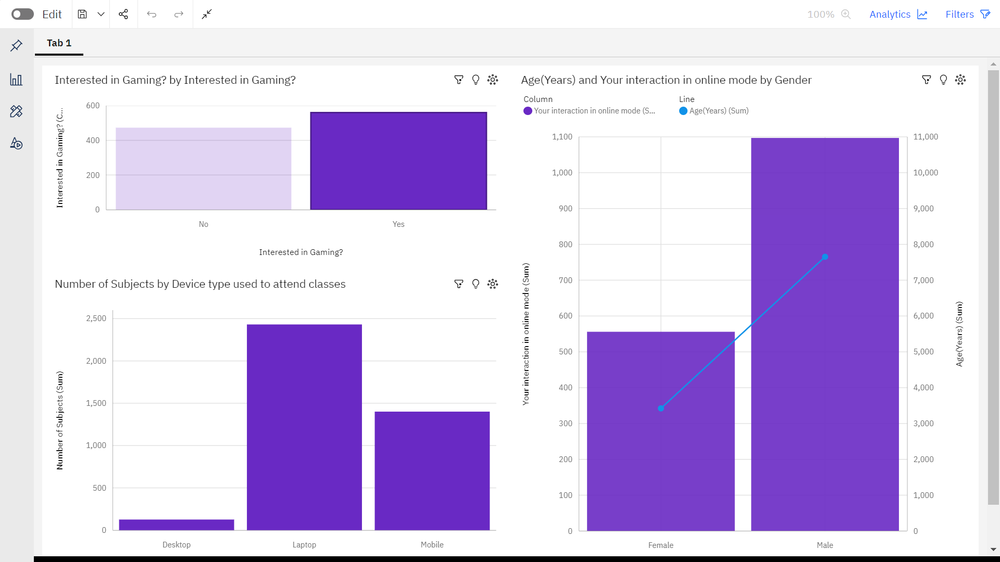 Edit
100%
Analytics
Filters
Tab 1
Interested in Gaming? by Interested in Gaming?
Interested in Gaming? (C...
600
400
200
0
No
Yes
Interested in Gaming?
Number of Subjects by Device type used to attend classes
Number of Subjects (Sum)
2,500
2,000
1,500
1,000
500
0
Desktop
Laptop
Mobile
Age(Years) and Your interaction in online mode by Gender
Column
Line
Your interaction in online mode (S...
Age(Years) (Sum)
Your interaction in online mode (Sum)
1,100
1,000
900
800
700
600
500
400
300
200
100
0
11,000
10,000
9,000
8,000
7,000
6,000
5,000
4,000
3,000
2,000
1,000
0
Age(Years) (Sum)
Female
Male